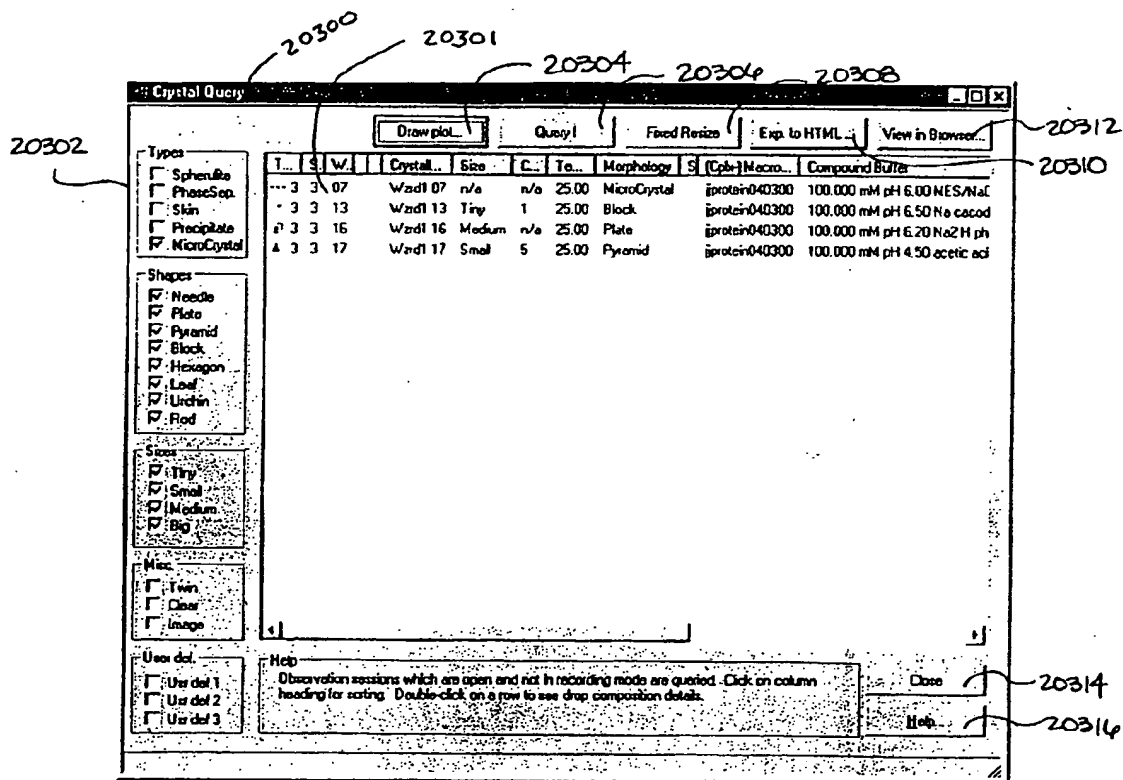 20300
20301
20304
20306
20308
Crystal Query
Draw plot...
Query!
Fixed Resize
Exp. to HTML...
View in Browser...
20312
20302
20310
Types
Spherulite
PhaseSep.
Skin
Precipitate
MicroCrystal
T... S W... Crystall... Size C... Te... Morphology S (Cplx-) Macro... Compound Buffer
3 3 07 Wzrd1 07 n/a n/a 25.00 MicroCrystal jjprotein040300 100.000 mM pH 6.00 MES/NaO
3 3 13 Wzrd1 13 Tiny 1 25.00 Block jjprotein040300 100.000 mM pH 6.50 Na cacod
3 3 16 Wzrd1 16 Medium n/a 25.00 Plate jjprotein040300 100.000 mM pH 6.20 Na2 H ph
3 3 17 Wzrd1 17 Small 5 25.00 Pyramid jjprotein040300 100.000 mM pH 4.50 acetic aci
Shapes
Needle
Plate
Pyramid
Block
Hexagon
Leaf
Urchin
Rod
Sizes
Tiny
Small
Medium
Big
Misc.
Twin
Clear
Image
User def.
Usr def 1
Usr def 2
Usr def 3
Help
Observation sessions which are open and not in recording mode are queried. Click on column
heading for sorting. Double-click on a row to see drop composition details.
Close
20314
Help
20316